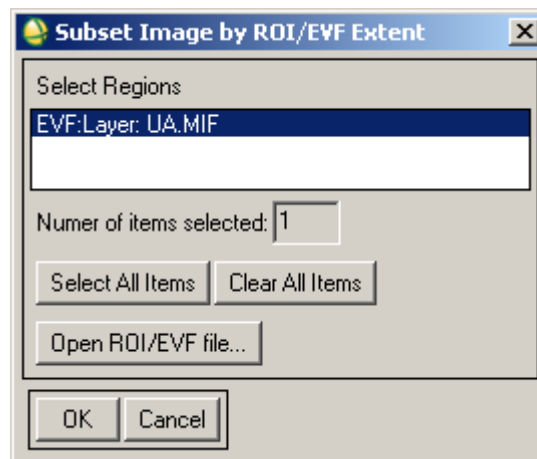 Subset Image by ROI/EVF Extent
Select Regions
EVF:Layer: UA.MIF
Numer of items selected: 1
Select All Items Clear All Items
Open ROI/EVF file...
OK Cancel